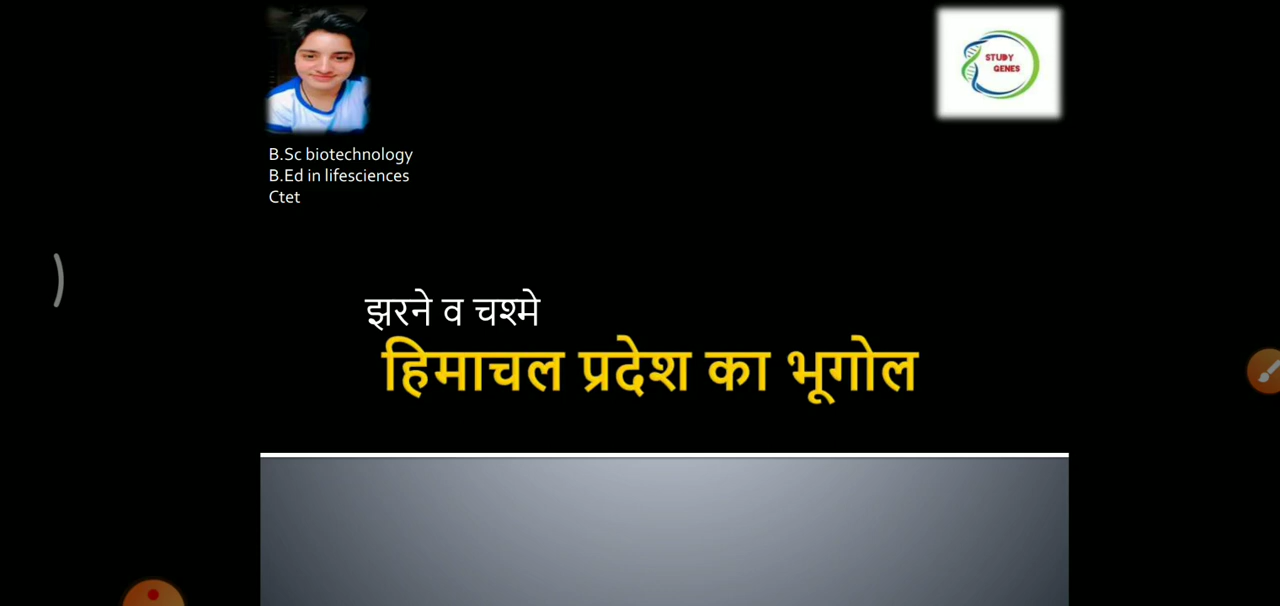 STUDY
GENES
B.Sc biotechnology
B.Ed in lifesciences
Ctet
झरने व चश्मे
हिमाचल प्रदेश का भूगोल